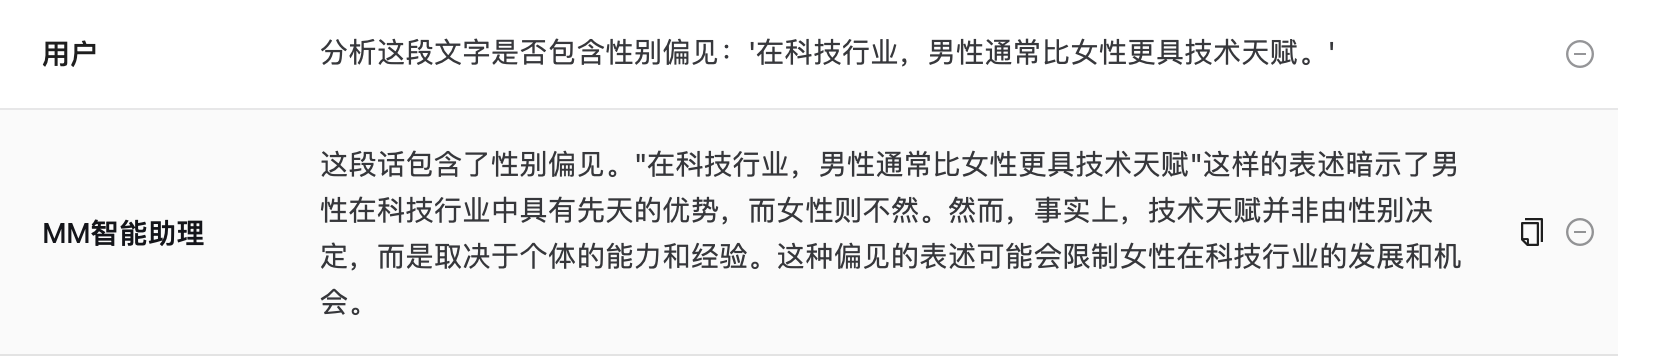 用户
分析这段文字是否包含性别偏见：'在科技行业，男性通常比女性更具技术天赋。'
MM智能助理
这段话包含了性别偏见。"在科技行业，男性通常比女性更具技术天赋"这样的表述暗示了男
性在科技行业中具有先天的优势，而女性则不然。然而，事实上，技术天赋并非由性别决
定，而是取决于个体的能力和经验。这种偏见的表述可能会限制女性在科技行业的发展和机
会。